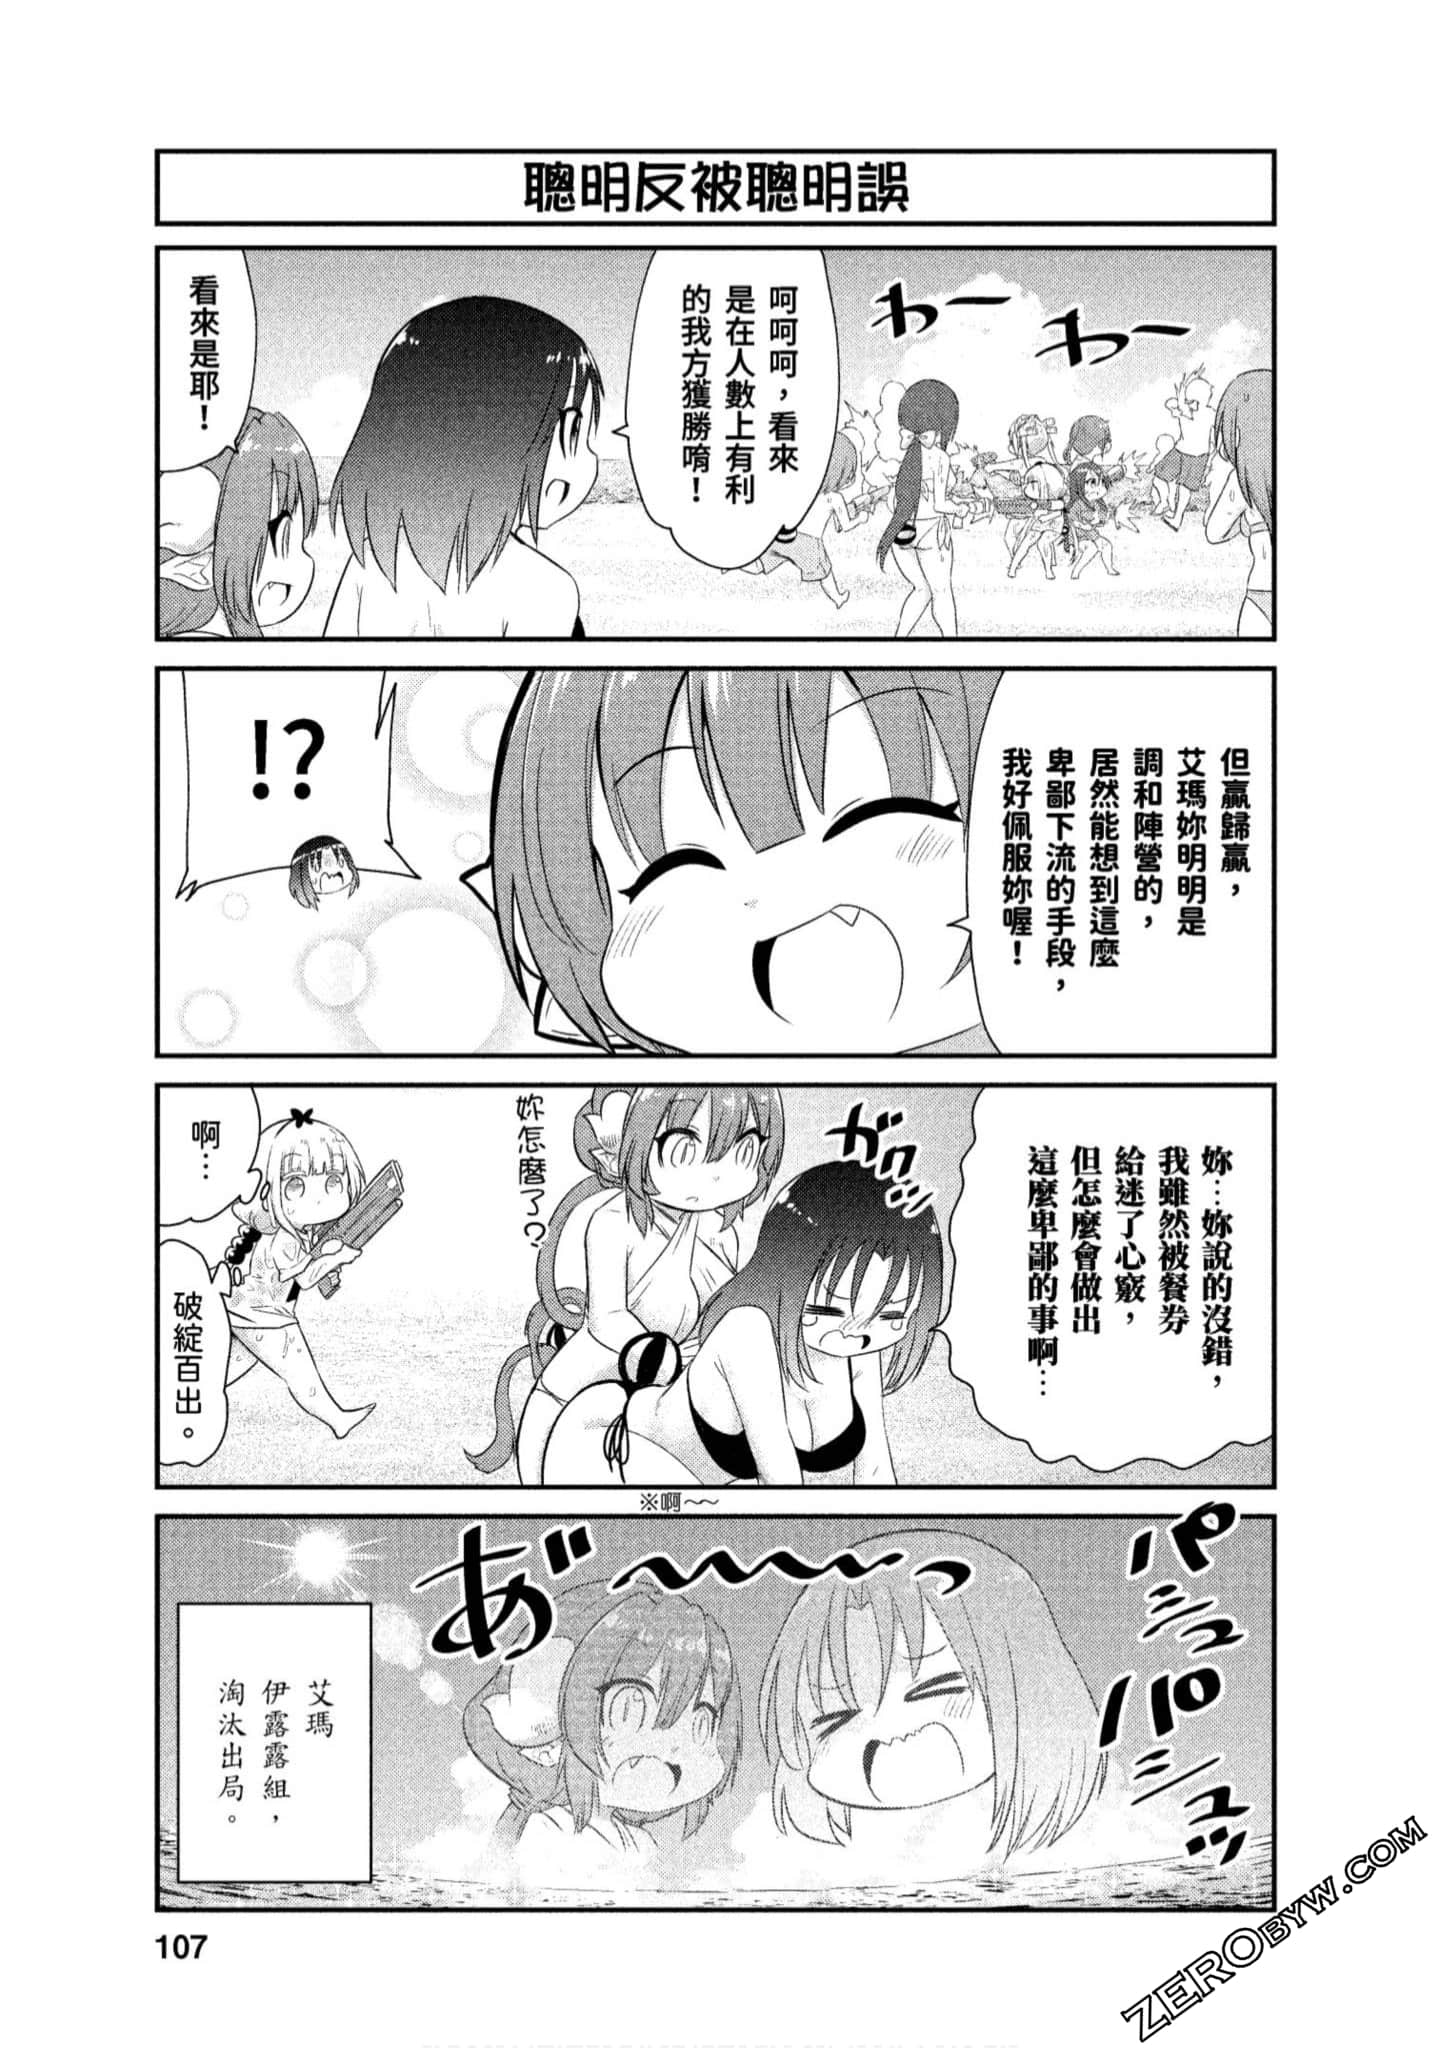 聰明反被聰明誤
わー
わー
呵呵呵，看來
是在人數上有利
的我方獲勝唷！
看來是耶！
但贏歸贏，
艾瑪妳明明是
調和陣營的，
居然能想到這麼
卑鄙下流的手段，
我好佩服妳喔！
!?
妳…妳說的沒錯，
我雖然被餐券
給迷了心竅，
但怎麼會做出
這麼卑鄙的事啊…
ガクッ
妳怎麼了？
啊…
破綻百出。
※啊～～
パシュ
パシュッ
あ〜〜〜っ
艾瑪
伊露露組，
淘汰出局。
107
ZEROBYW.COM